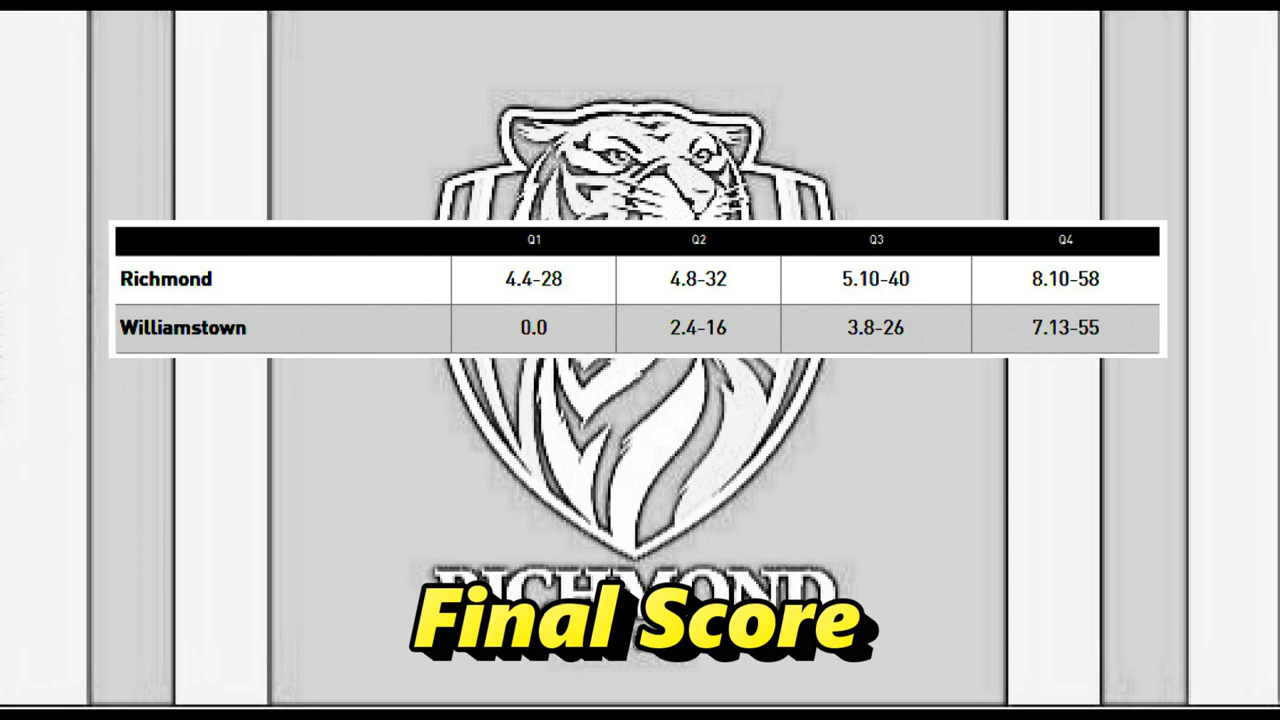 Q1 Q2 Q3 Q4
Richmond 4.4-28 4.8-32 5.10-40 8.10-58
Williamstown 0.0 2.4-16 3.8-26 7.13-55
RICHMOND
Final Score